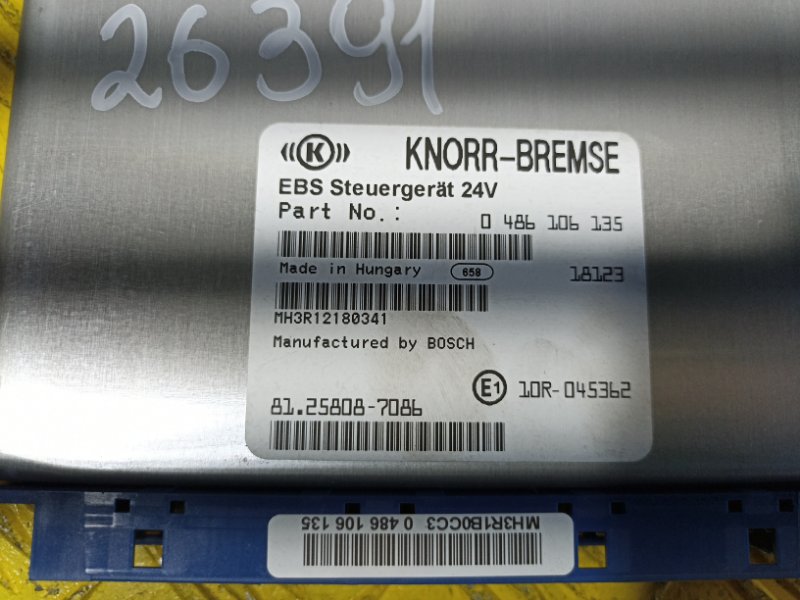 26391
K
KNORR-BREMSE
EBS Steuergerät 24V
Part No.: 0 486 106 135
Made in Hungary 658 18123
MH3R12180341
Manufactured by BOSCH
E1 10R-045362
81.25808-7086
MH3R1B0CC3 0 486 106 135